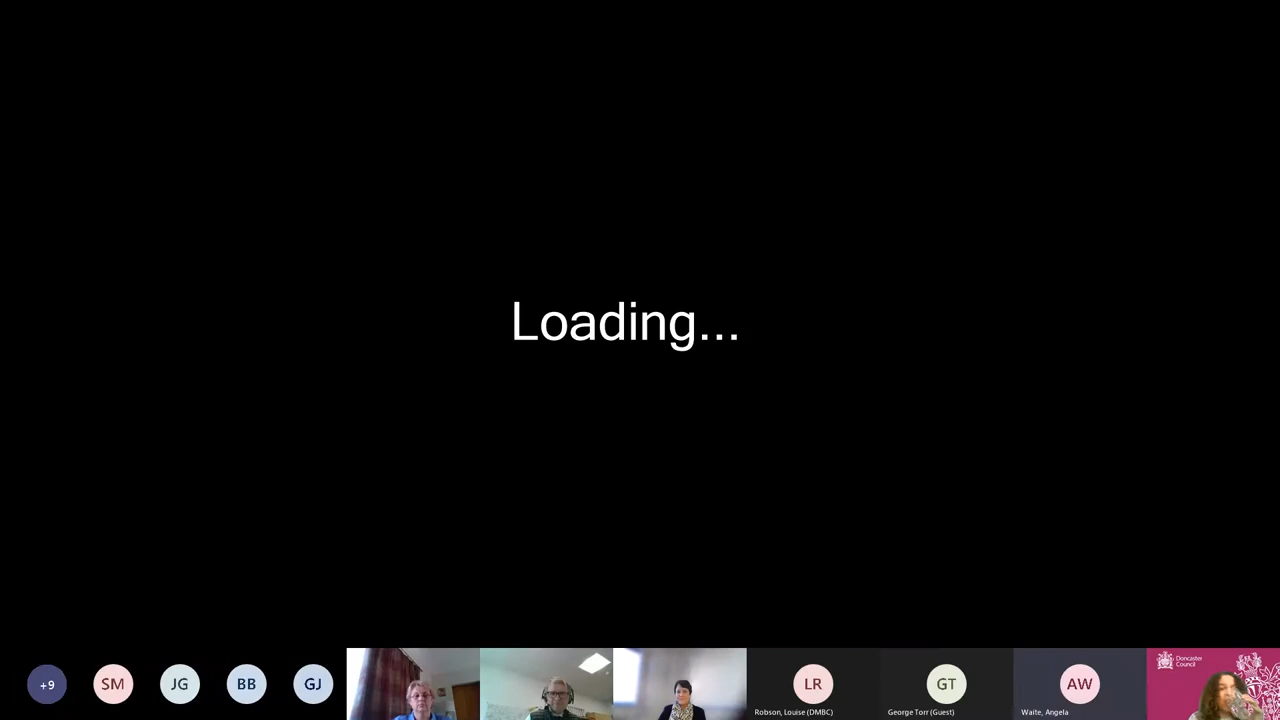 Loading...
+9
SM
JG
BB
GJ
LR
Robson, Louise (DMBC)
GT
George Torr (Guest)
AW
Waite, Angela
Doncaster
Council